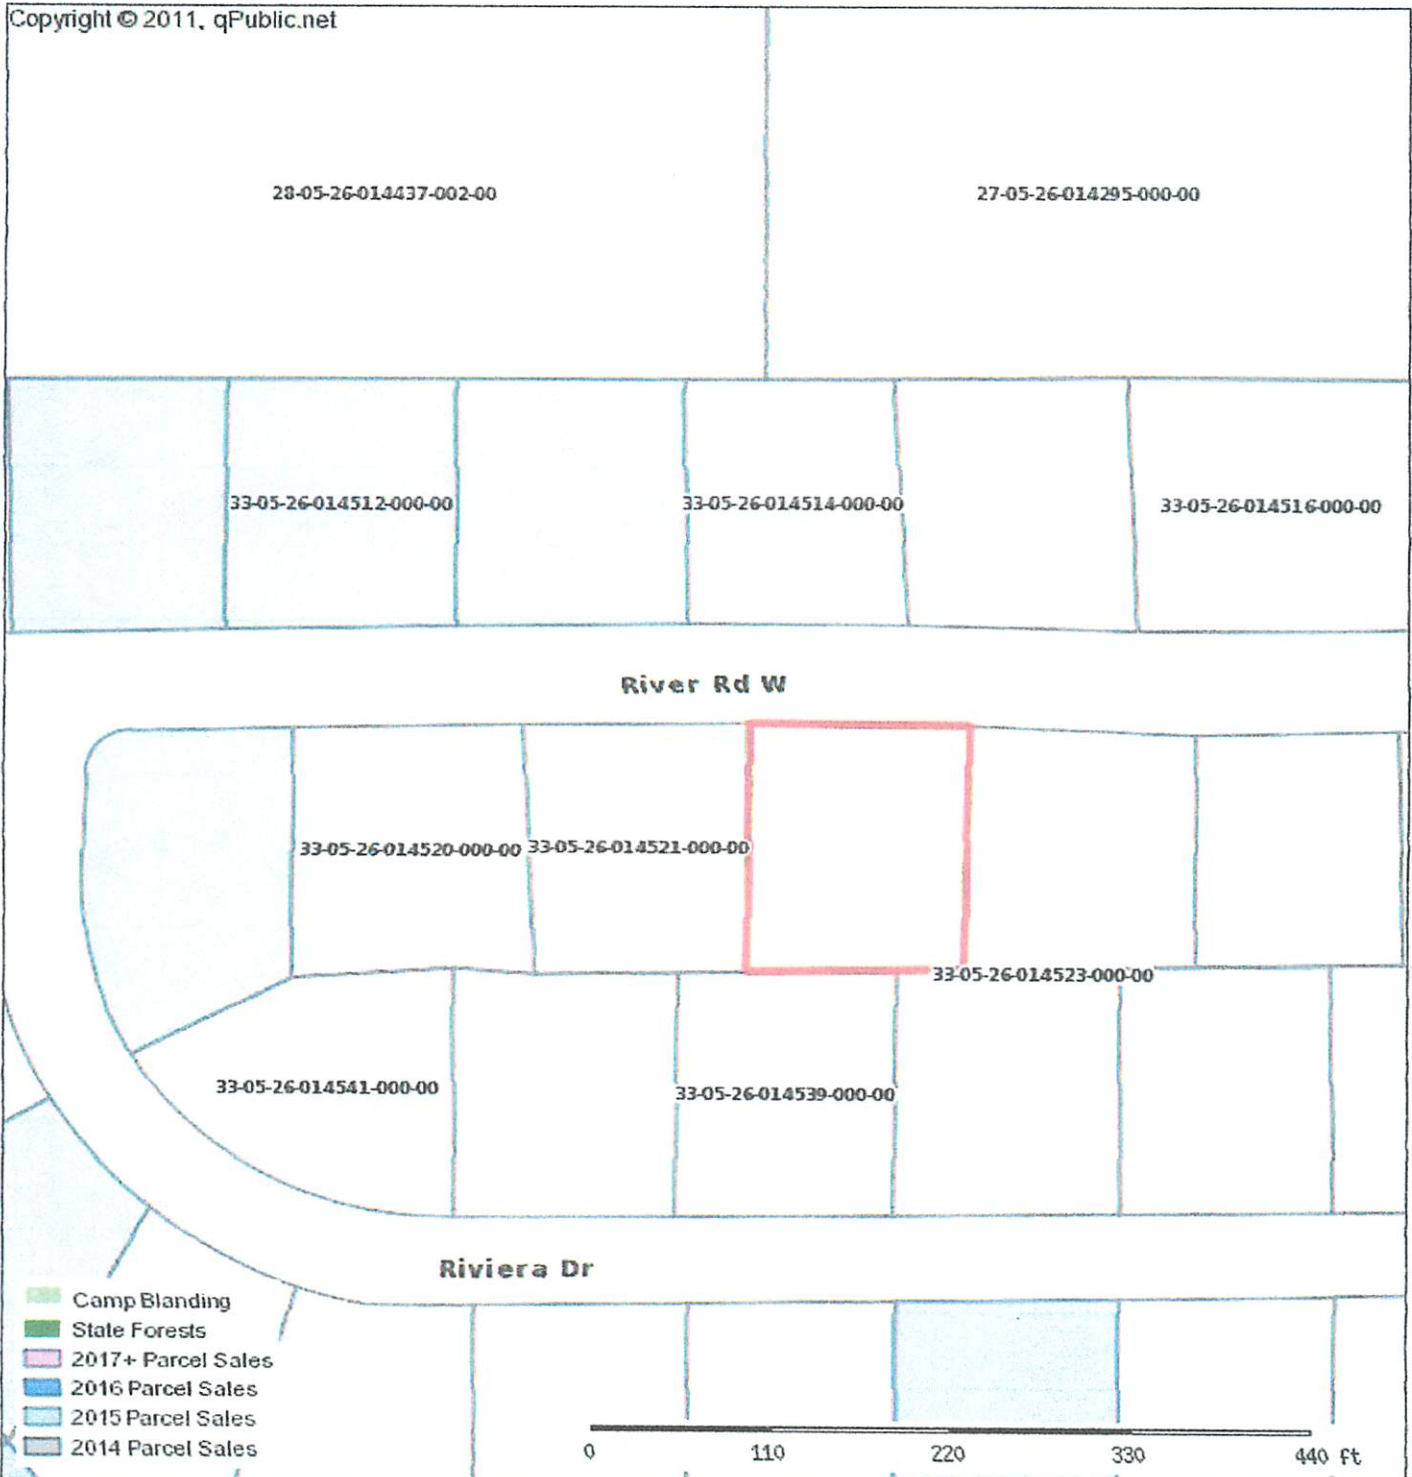 Copyright © 2011, qPublic.net
28-05-26-014437-002-00
27-05-26-014295-000-00
33-05-26-014512-000-00
33-05-26-014514-000-00
33-05-26-014516-000-00
River Rd W
33-05-26-014520-000-00
33-05-26-014521-000-00
33-05-26-014523-000-00
33-05-26-014541-000-00
33-05-26-014539-000-00
Riviera Dr
Camp Blanding
State Forests
2017+ Parcel Sales
2016 Parcel Sales
2015 Parcel Sales
2014 Parcel Sales
0 110 220 330 440 ft